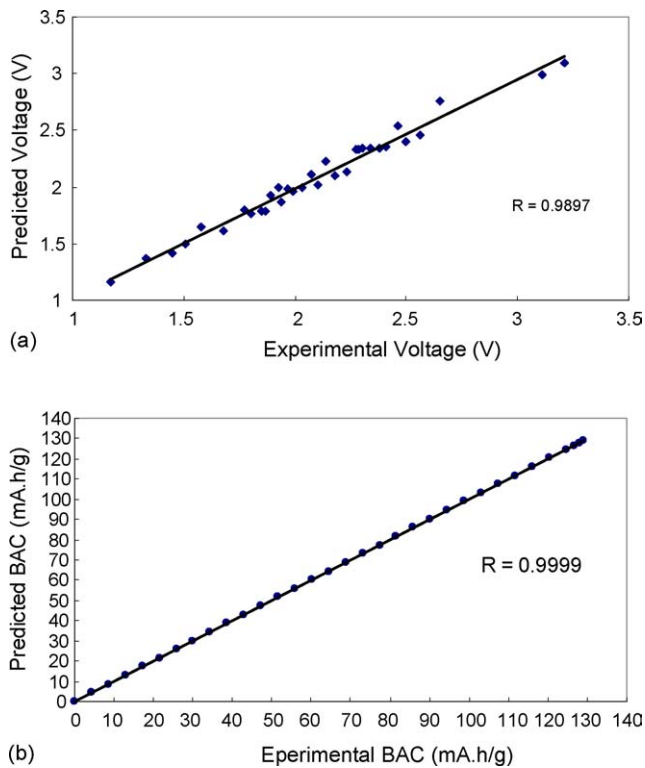 3.5
3
2.5
2
1.5
1
Predicted Voltage (V)
R = 0.9897
1 1.5 2 2.5 3 3.5
(a)
Experimental Voltage (V)
140
130
120
110
100
90
80
70
60
50
40
30
20
10
0
Predicted BAC (mA.h/g)
R = 0.9999
0 10 20 30 40 50 60 70 80 90 100 110 120 130 140
(b)
Eperimental BAC (mA.h/g)